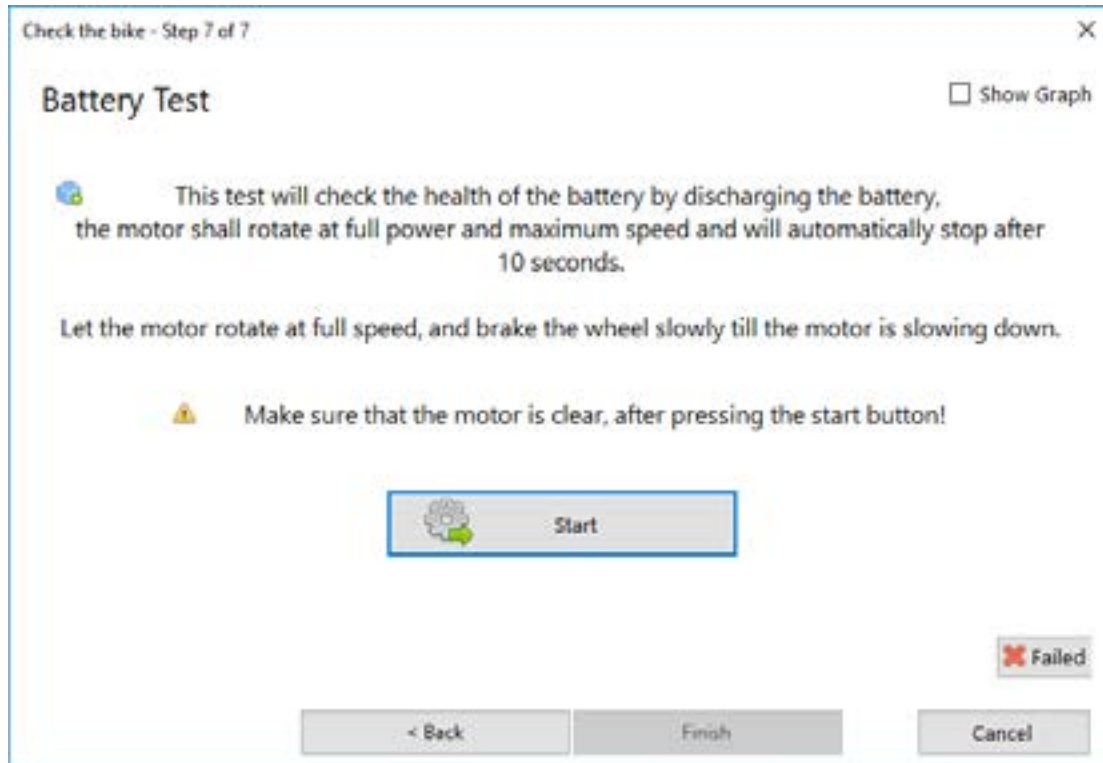 Check the bike - Step 7 of 7
Battery Test
Show Graph
This test will check the health of the battery by discharging the battery,
the motor shall rotate at full power and maximum speed and will automatically stop after
10 seconds.
Let the motor rotate at full speed, and brake the wheel slowly till the motor is slowing down.
Make sure that the motor is clear, after pressing the start button!
Start
Failed
< Back
Finish
Cancel